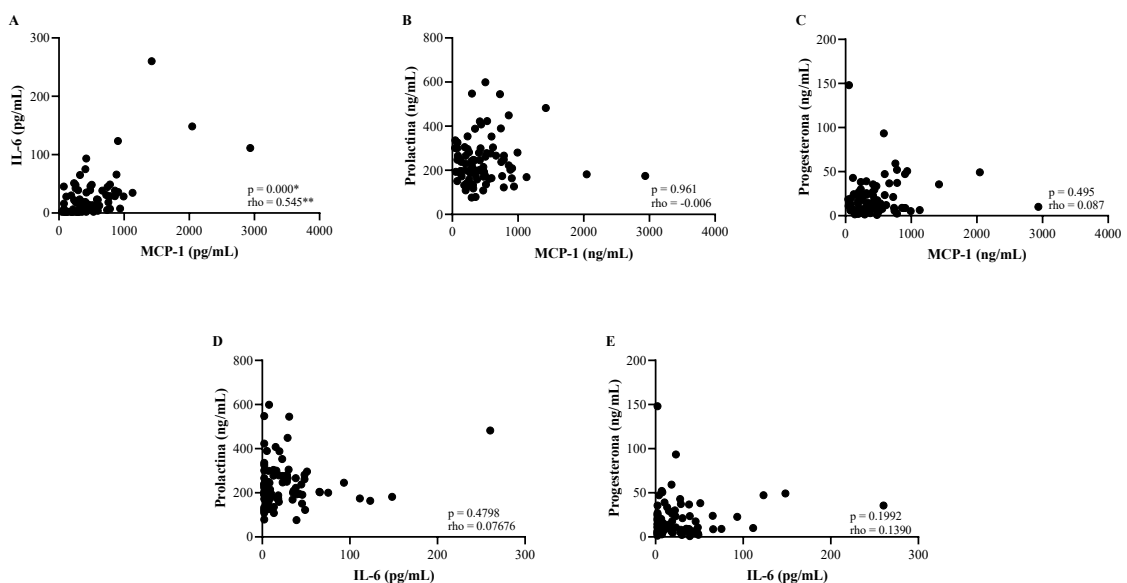 A
IL-6 (pg/mL)
300
200
100
0
0 1000 2000 3000 4000
MCP-1 (pg/mL)
p = 0.000*
rho = 0.545**
B
Prolactina (ng/mL)
800
600
400
200
0
0 1000 2000 3000 4000
MCP-1 (ng/mL)
p = 0.961
rho = -0.006
C
Progesterona (ng/mL)
200
150
100
50
0
0 1000 2000 3000 4000
MCP-1 (ng/mL)
p = 0.495
rho = 0.087
D
Prolactina (ng/mL)
800
600
400
200
0
0 100 200 300
IL-6 (pg/mL)
p = 0.4798
rho = 0.07676
E
Progesterona (ng/mL)
200
150
100
50
0
0 100 200 300
IL-6 (pg/mL)
p = 0.1992
rho = 0.1390